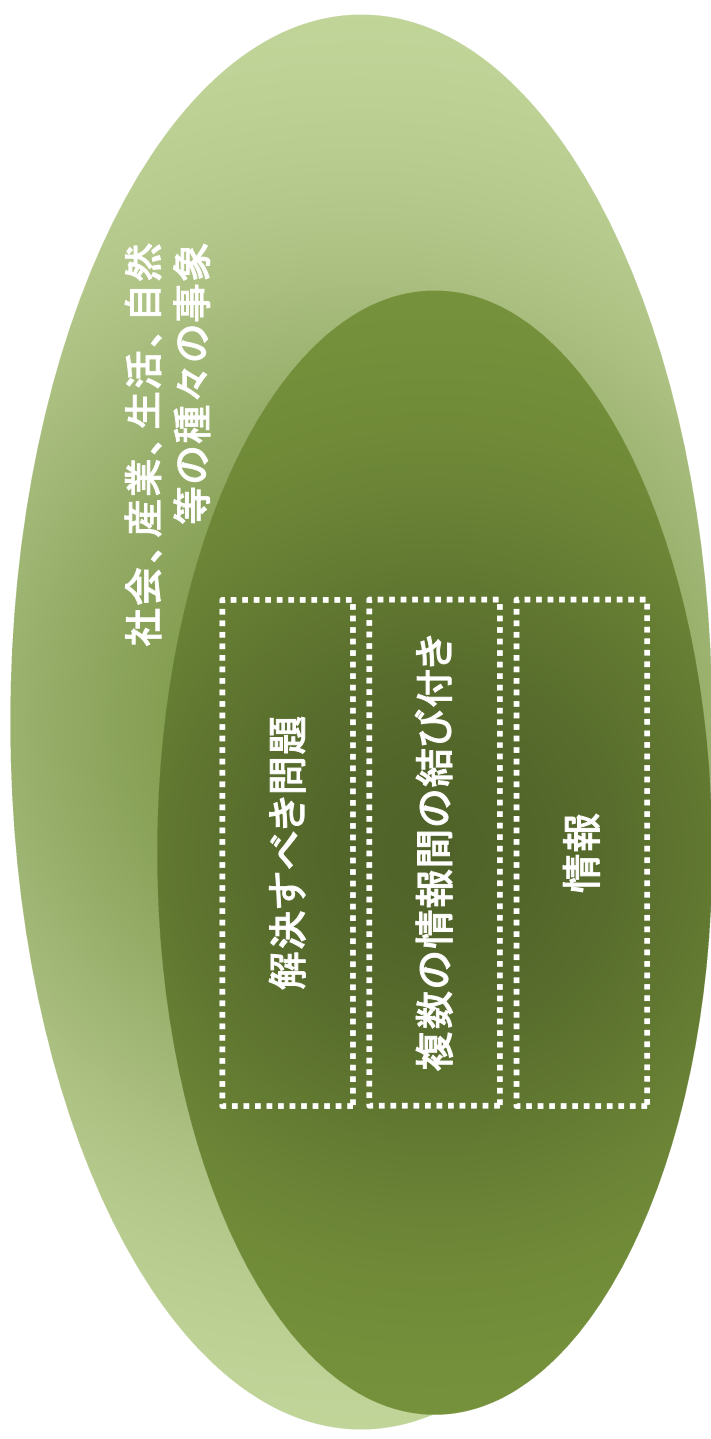 社会、産業、生活、自然
等の種々の事象
解決すべき問題
複数の情報間の結び付き
情報